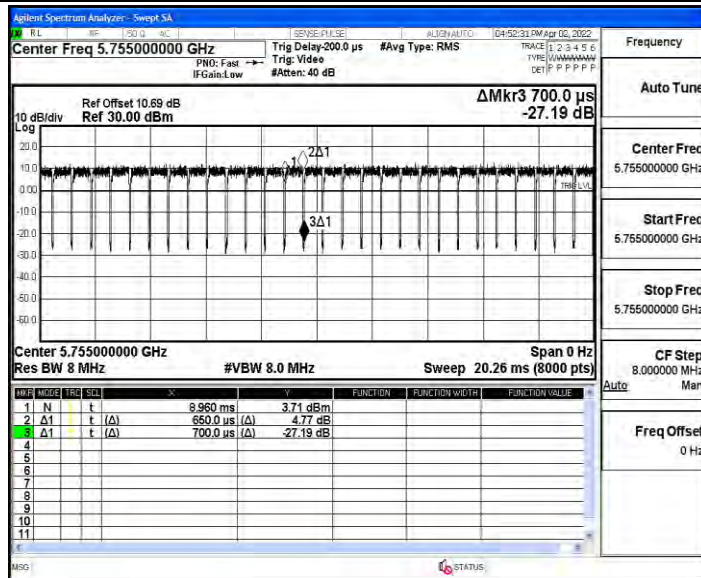 Agilent Spectrum Analyzer - Swept SA
RL RF 50 Ω AC SENSE:PULSE ALIGN AUTO 04:52:31 PM Apr 02, 2022
Center Freq 5.755000000 GHz
PNO: Fast
IFGain:Low
Trig Delay-200.0 µs
Trig: Video
#Atten: 40 dB
#Avg Type: RMS
TRACE 1 2 3 4 5 6
TYPE WWWWWW
DET P P P P P P
Ref Offset 10.69 dB
10 dB/div Ref 30.00 dBm
Log
ΔMkr3 700.0 µs
-27.19 dB
20.0
10.0
0.00
-10.0
-20.0
-30.0
-40.0
-50.0
-60.0
1
2Δ1
3Δ1
TRIG LVL
Center 5.755000000 GHz Span 0 Hz
Res BW 8 MHz #VBW 8.0 MHz Sweep 20.26 ms (8000 pts)
MKR MODE TRC SCL X Y FUNCTION FUNCTION WIDTH FUNCTION VALUE
1 N t 8.960 ms 3.71 dBm
2 Δ1 t (Δ) 650.0 µs (Δ) 4.77 dB
3 Δ1 t (Δ) 700.0 µs (Δ) -27.19 dB
4
5
6
7
8
9
10
11
MSG STATUS
Frequency
Auto Tune
Center Freq
5.755000000 GHz
Start Freq
5.755000000 GHz
Stop Freq
5.755000000 GHz
CF Step
8.000000 MHz
Auto Man
Freq Offset
0 Hz